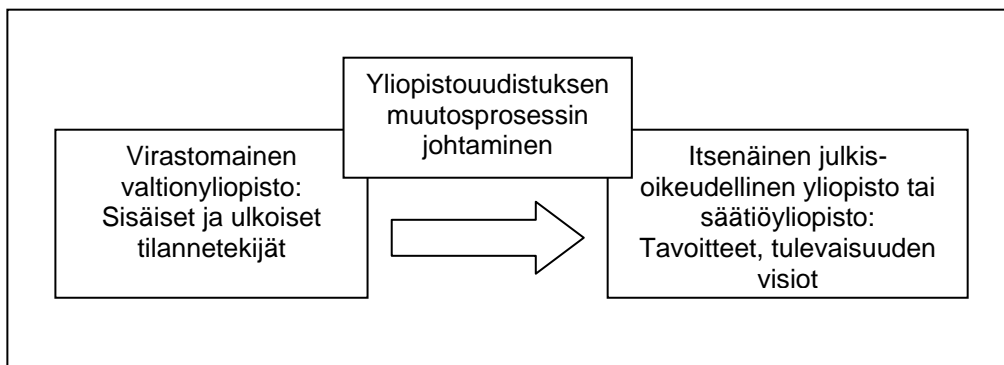 Yliopistouudistuksen
muutosprosessin
johtaminen
Virastomainen
valtionyliopisto:
Sisäiset ja ulkoiset
tilannetekijät
Itsenäinen julkis-
oikeudellinen yliopisto tai
säätiöyliopisto:
Tavoitteet, tulevaisuuden
visiot